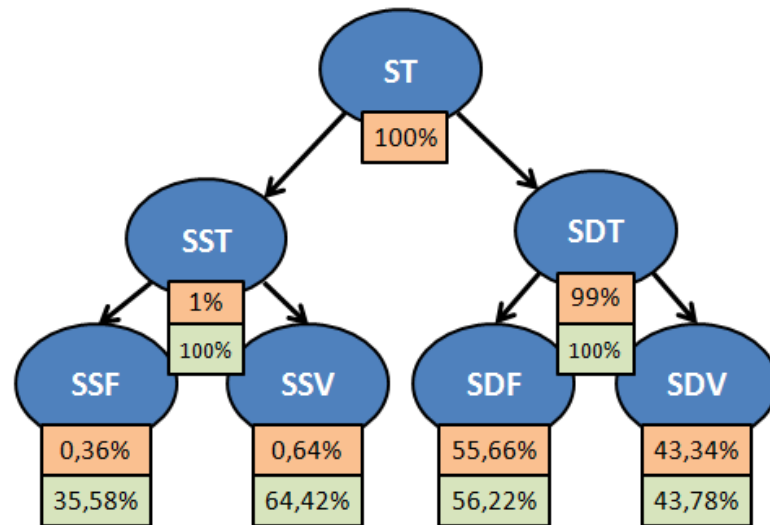 ST
100%
SST
SDT
1%
99%
100%
100%
SSF
SSV
SDF
SDV
0,36%
0,64%
55,66%
43,34%
35,58%
64,42%
56,22%
43,78%